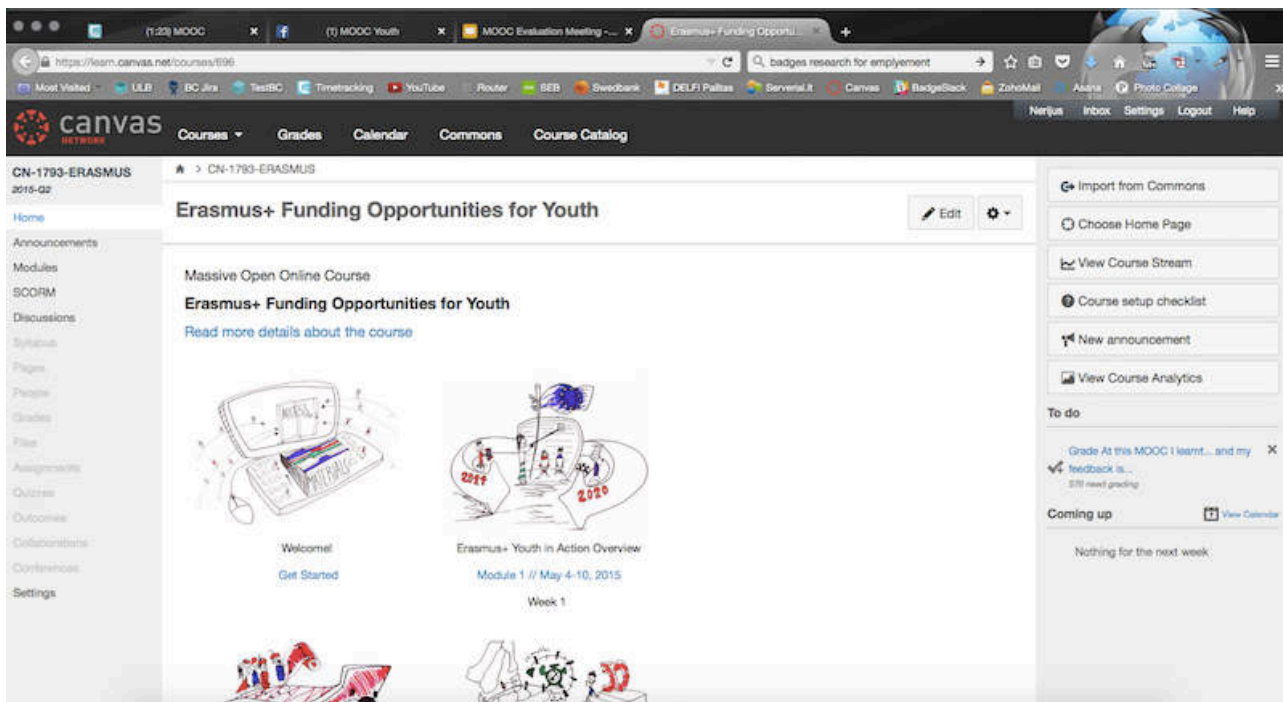 (1:23) MOOC
(1) MOOC Youth
MOOC Evaluation Meeting -...
Erasmus+ Funding Opportuni...
https://learn.canvas.net/courses/696
badges research for emplyement
Most Visited ULB BC Jira TestBC Timetracking YouTube Router SEB Swedbank DELFI Pailtas Serveriai.lt Canvas BadgeSlack ZohoMail Asana Photo Collage
Nerijus Inbox Settings Logout Help
canvas
NETWORK
Courses Grades Calendar Commons Course Catalog
CN-1793-ERASMUS
2015-Q2
Home
Announcements
Modules
SCORM
Discussions
Syllabus
Pages
People
Grades
Files
Assignments
Quizzes
Outcomes
Collaborations
Conferences
Settings
> CN-1793-ERASMUS
Erasmus+ Funding Opportunities for Youth
Edit
Massive Open Online Course
Erasmus+ Funding Opportunities for Youth
Read more details about the course
MATERIALS
2014
2020
Welcome!
Get Started
Erasmus+ Youth in Action Overview
Module 1 // May 4-10, 2015
Week 1
Import from Commons
Choose Home Page
View Course Stream
Course setup checklist
New announcement
View Course Analytics
To do
Grade At this MOOC I learnt... and my
feedback is...
need grading
Coming up
View Calendar
Nothing for the next week